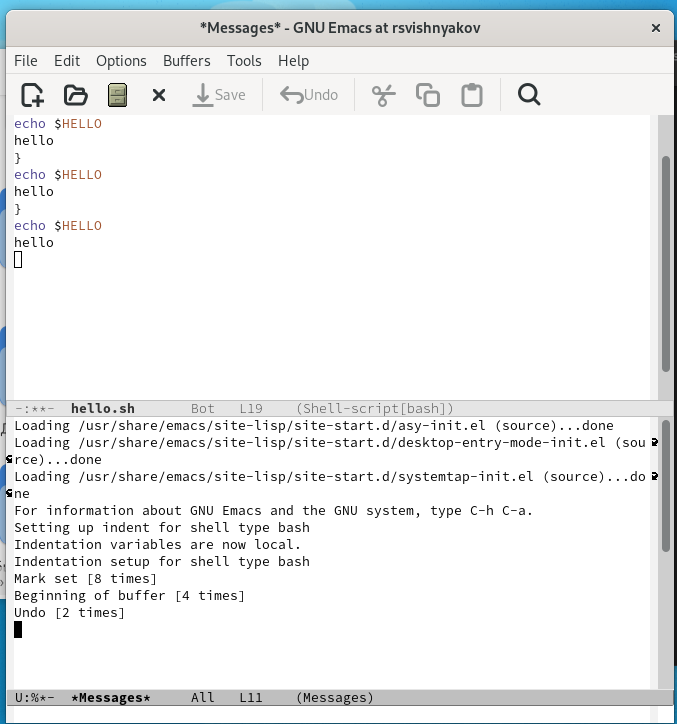 *Messages* - GNU Emacs at rsvishnyakov
File Edit Options Buffers Tools Help
Save Undo
echo $HELLO
hello
}
echo $HELLO
hello
}
echo $HELLO
hello
-:**- hello.sh Bot L19 (Shell-script[bash])
Loading /usr/share/emacs/site-lisp/site-start.d/asy-init.el (source)...done
Loading /usr/share/emacs/site-lisp/site-start.d/desktop-entry-mode-init.el (sou
rce)...done
Loading /usr/share/emacs/site-lisp/site-start.d/systemtap-init.el (source)...do
ne
For information about GNU Emacs and the GNU system, type C-h C-a.
Setting up indent for shell type bash
Indentation variables are now local.
Indentation setup for shell type bash
Mark set [8 times]
Beginning of buffer [4 times]
Undo [2 times]
U:%*- *Messages* All L11 (Messages)